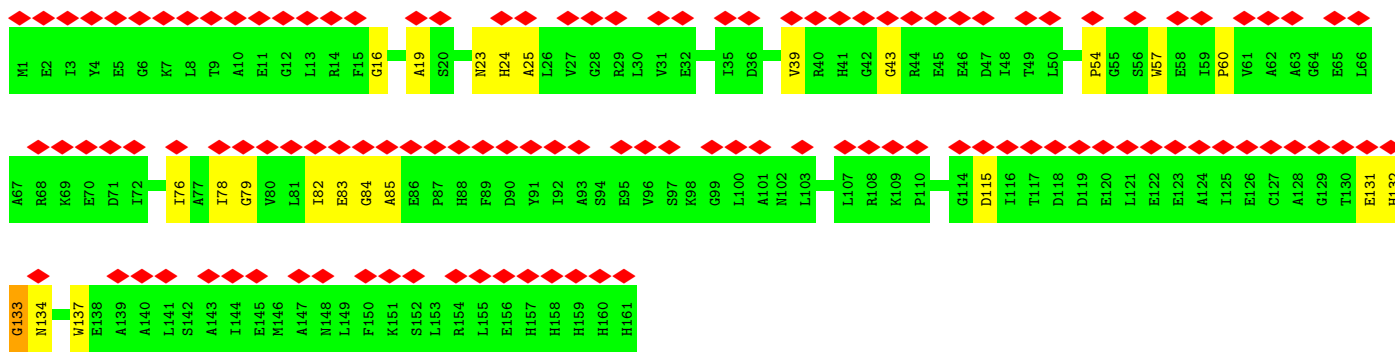 M1 E2 I3 Y4 E5 G6 K7 L8 T9 A10 E11 G12 L13 R14 F15 G16 A19 S20 N23 H24 A25 L26 V27 G28 R29 L30 V31 E32 I35 D36 V39 R40 H41 G42 G43 R44 E45 E46 D47 I48 T49 L50 P54 G55 S56 W57 E58 I59 P60 V61 A62 A63 G64 E65 L66
A67 R68 K69 E70 D71 I72 I76 A77 I78 G79 V80 L81 I82 E83 G84 A85 E86 P87 H88 F89 D90 Y91 I92 A93 S94 E95 V96 S97 K98 G99 L100 A101 N102 L103 L107 R108 K109 P110 G114 D115 I116 T117 D118 D119 E120 L121 E122 E123 A124 I125 E126 C127 A128 G129 T130 E131 H132
G133 N134 W137 E138 A139 A140 L141 S142 A143 I144 E145 M146 A147 N148 L149 F150 K151 S152 L153 R154 L155 E156 H157 H158 H159 H160 H161